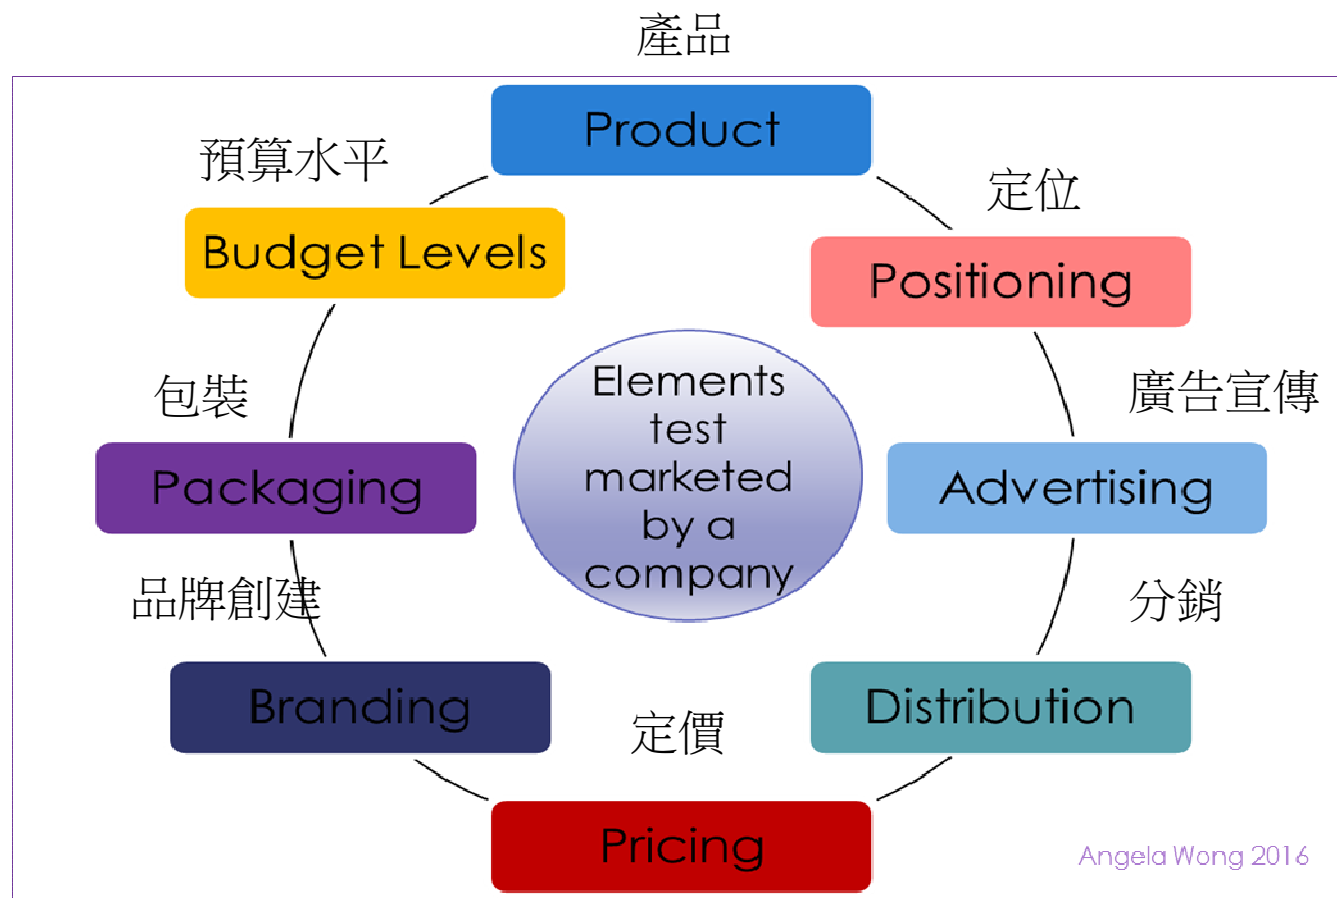 產品
Product
預算水平
Budget Levels
定位
Positioning
Elements
test
marketed
by a
company
包裝
Packaging
廣告宣傳
Advertising
品牌創建
Branding
分銷
Distribution
定價
Pricing
Angela Wong 2016